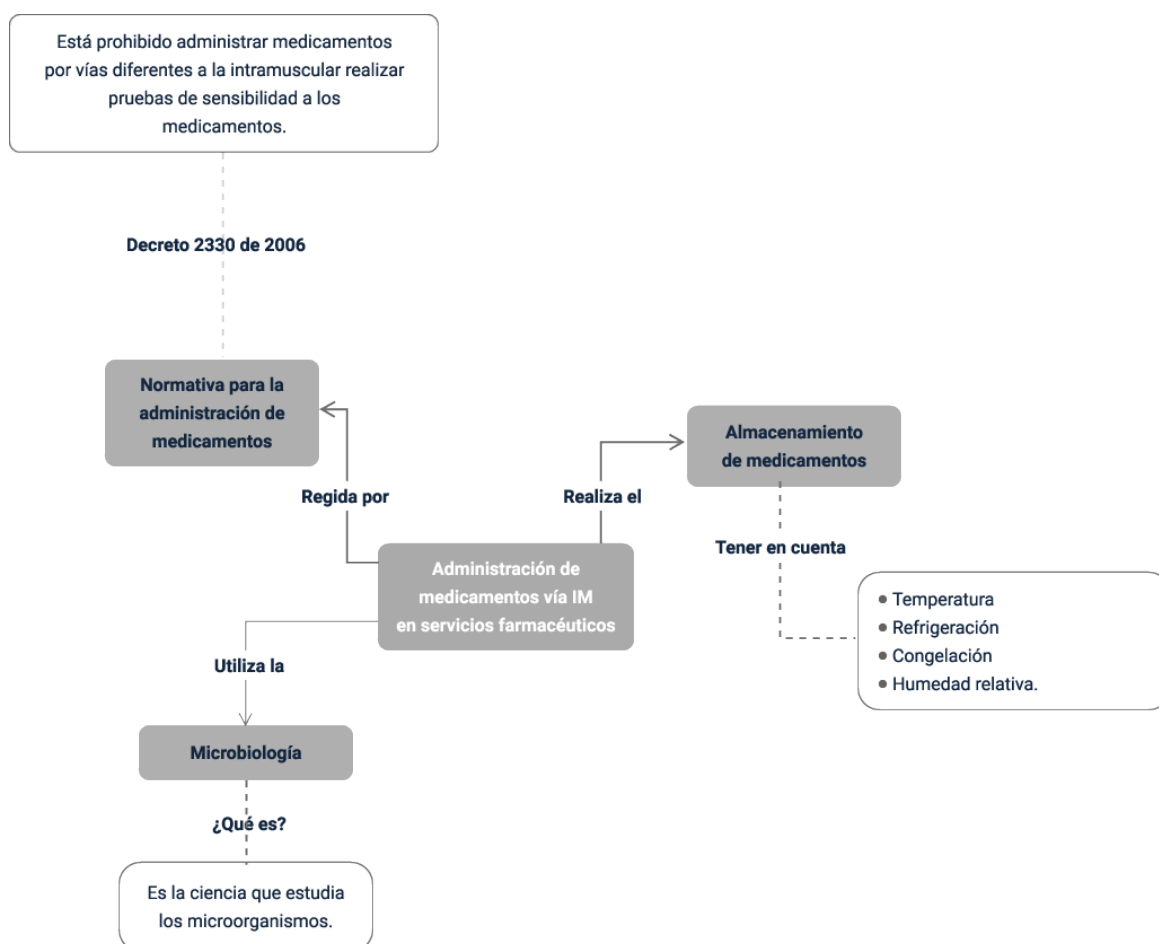 Está prohibido administrar medicamentos
por vías diferentes a la intramuscular realizar
pruebas de sensibilidad a los
medicamentos.
Decreto 2330 de 2006
Normativa para la
administración de
medicamentos
Almacenamiento
de medicamentos
Regida por
Realiza el
Tener en cuenta
Administración de
medicamentos vía IM
en servicios farmacéuticos
• Temperatura
• Refrigeración
• Congelación
• Humedad relativa.
Utiliza la
Microbiología
¿Qué es?
Es la ciencia que estudia
los microorganismos.